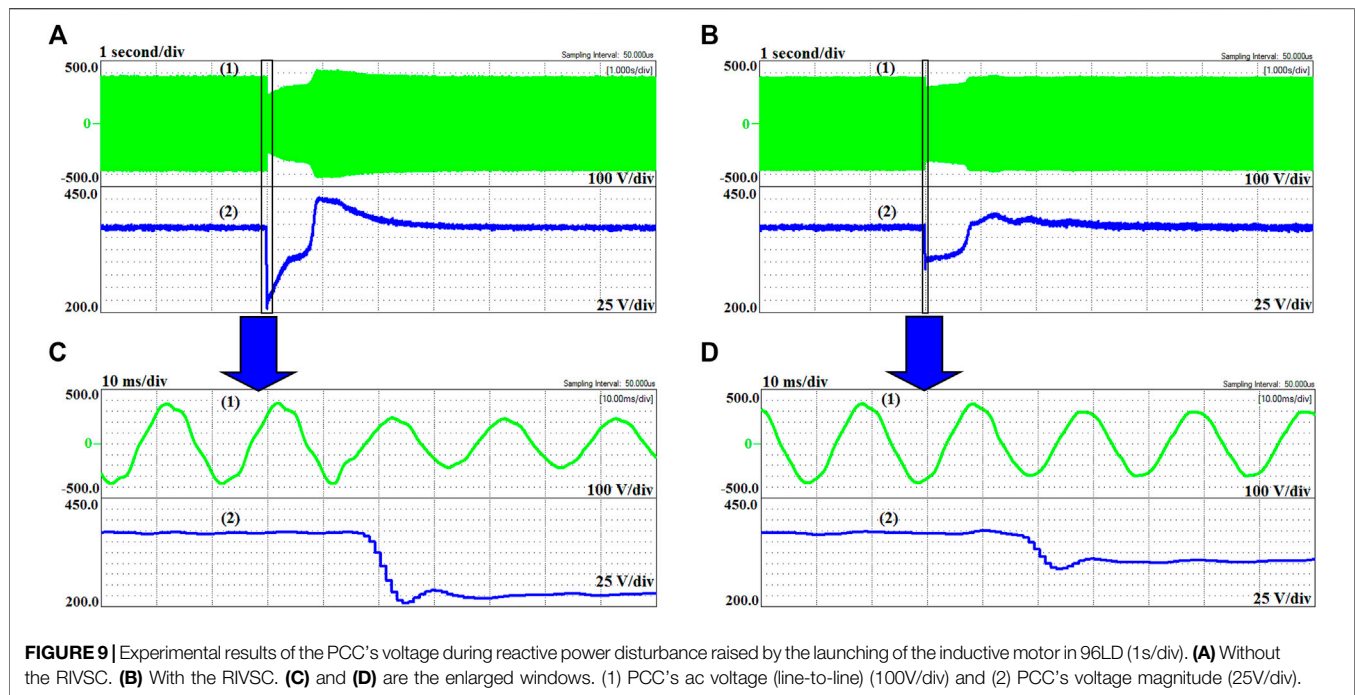 A
1 second/div
Sampling Interval: 50.000us
500.0
(1)
[1.000s/div]
0
-500.0
100 V/div
450.0
(2)
200.0
25 V/div
B
1 second/div
Sampling Interval: 50.000us
500.0
(1)
[1.000s/div]
0
-500.0
100 V/div
450.0
(2)
200.0
25 V/div
C
10 ms/div
Sampling Interval: 50.000us
500.0
(1)
[10.00ms/div]
0
-500.0
100 V/div
450.0
(2)
25 V/div
200.0
D
10 ms/div
Sampling Interval: 50.000us
500.0
(1)
[10.00ms/div]
0
-500.0
100 V/div
450.0
(2)
200.0
25 V/div
FIGURE 9 | Experimental results of the PCC's voltage during reactive power disturbance raised by the launching of the inductive motor in 96LD (1s/div). (A) Without
the RIVSC. (B) With the RIVSC. (C) and (D) are the enlarged windows. (1) PCC's ac voltage (line-to-line) (100V/div) and (2) PCC's voltage magnitude (25V/div).